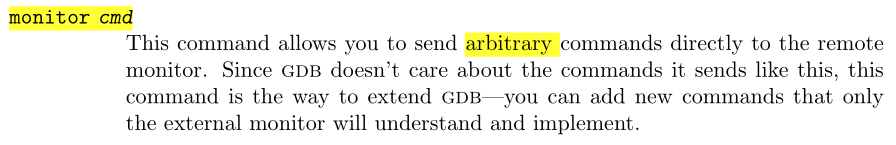 monitor cmd
This command allows you to send arbitrary commands directly to the remote
monitor. Since GDB doesn't care about the commands it sends like this, this
command is the way to extend GDB—you can add new commands that only
the external monitor will understand and implement.